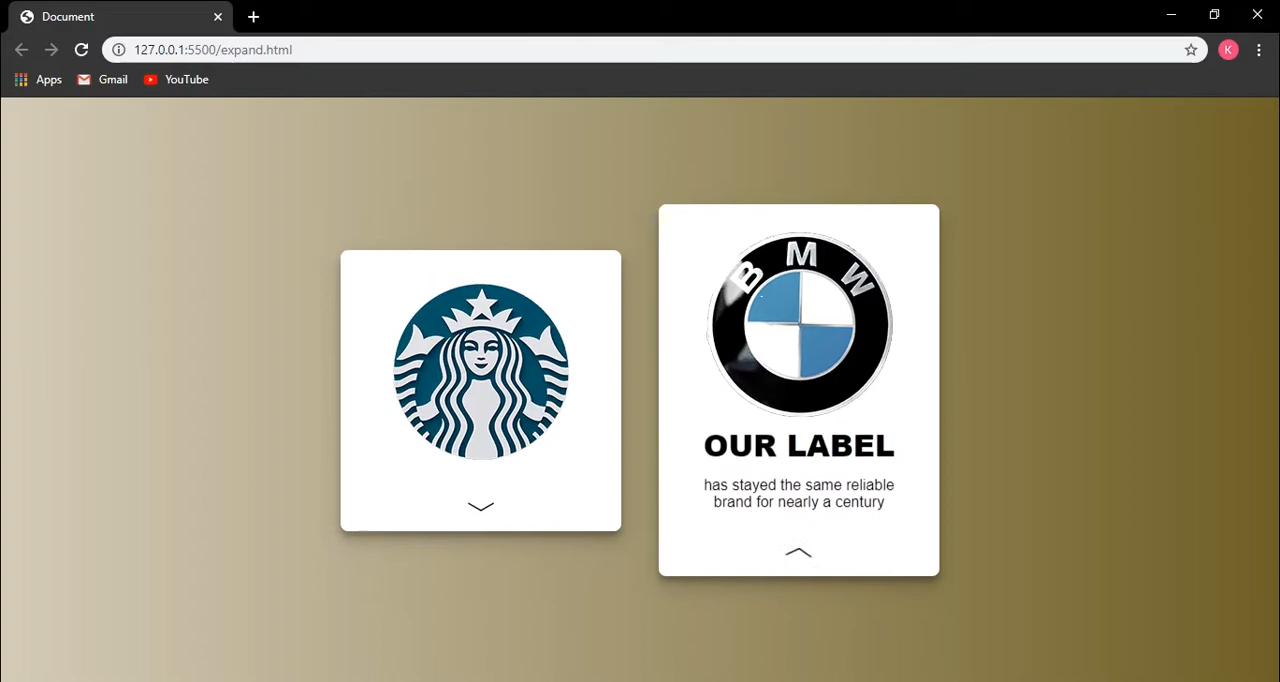 Document
127.0.0.1:5500/expand.html
K
Apps
Gmail
YouTube
BMW
OUR LABEL
has stayed the same reliable
brand for nearly a century